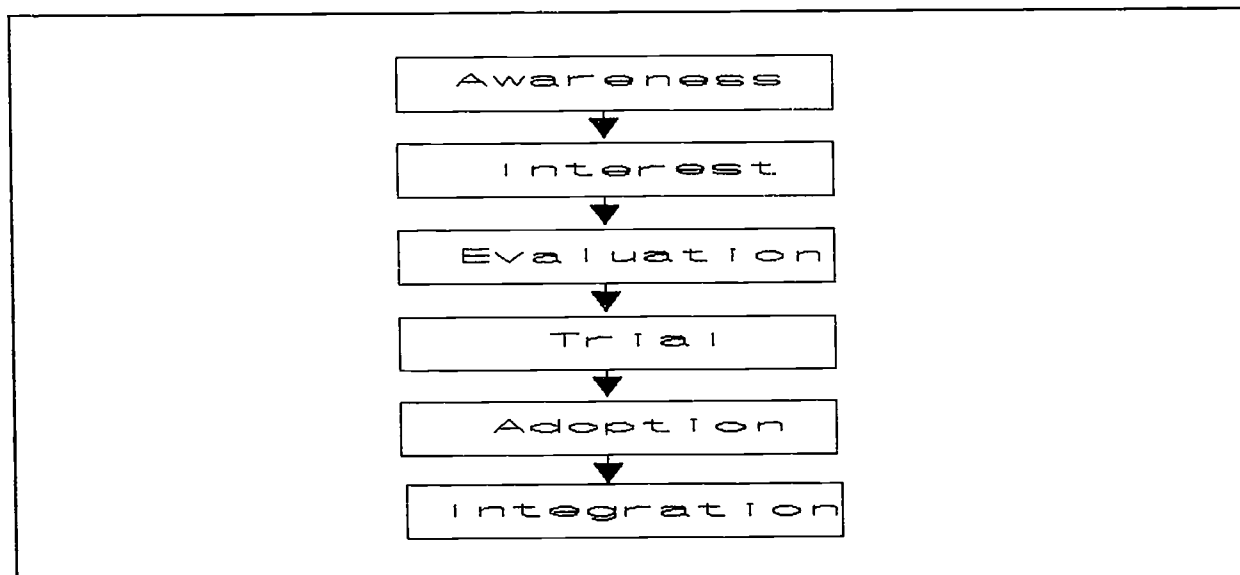 Awareness
Interest
Evaluation
Trial
Adoption
Integration